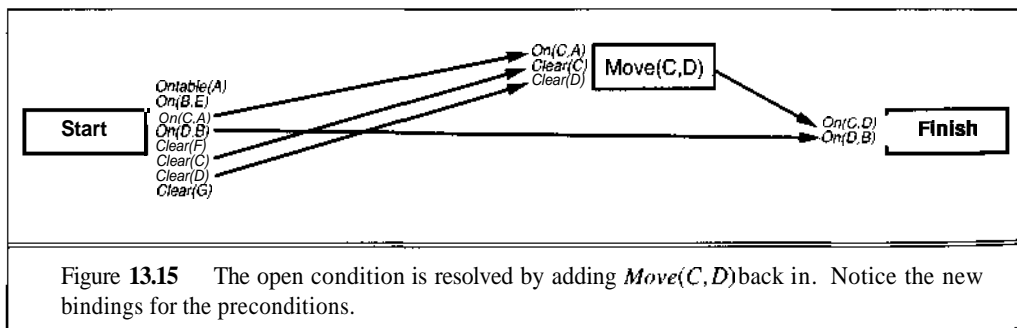 On(C,A)
Clear(C)
Clear(D)
Move(C,D)
Ontable(A)
On(B,E)
On(C,A)
On(D,B)
Clear(F)
Clear(C)
Clear(D)
Clear(G)
Start
On(C,D)
On(D,B)
Finish
Figure 13.15 The open condition is resolved by adding Move(C,D)back in. Notice the new
bindings for the preconditions.